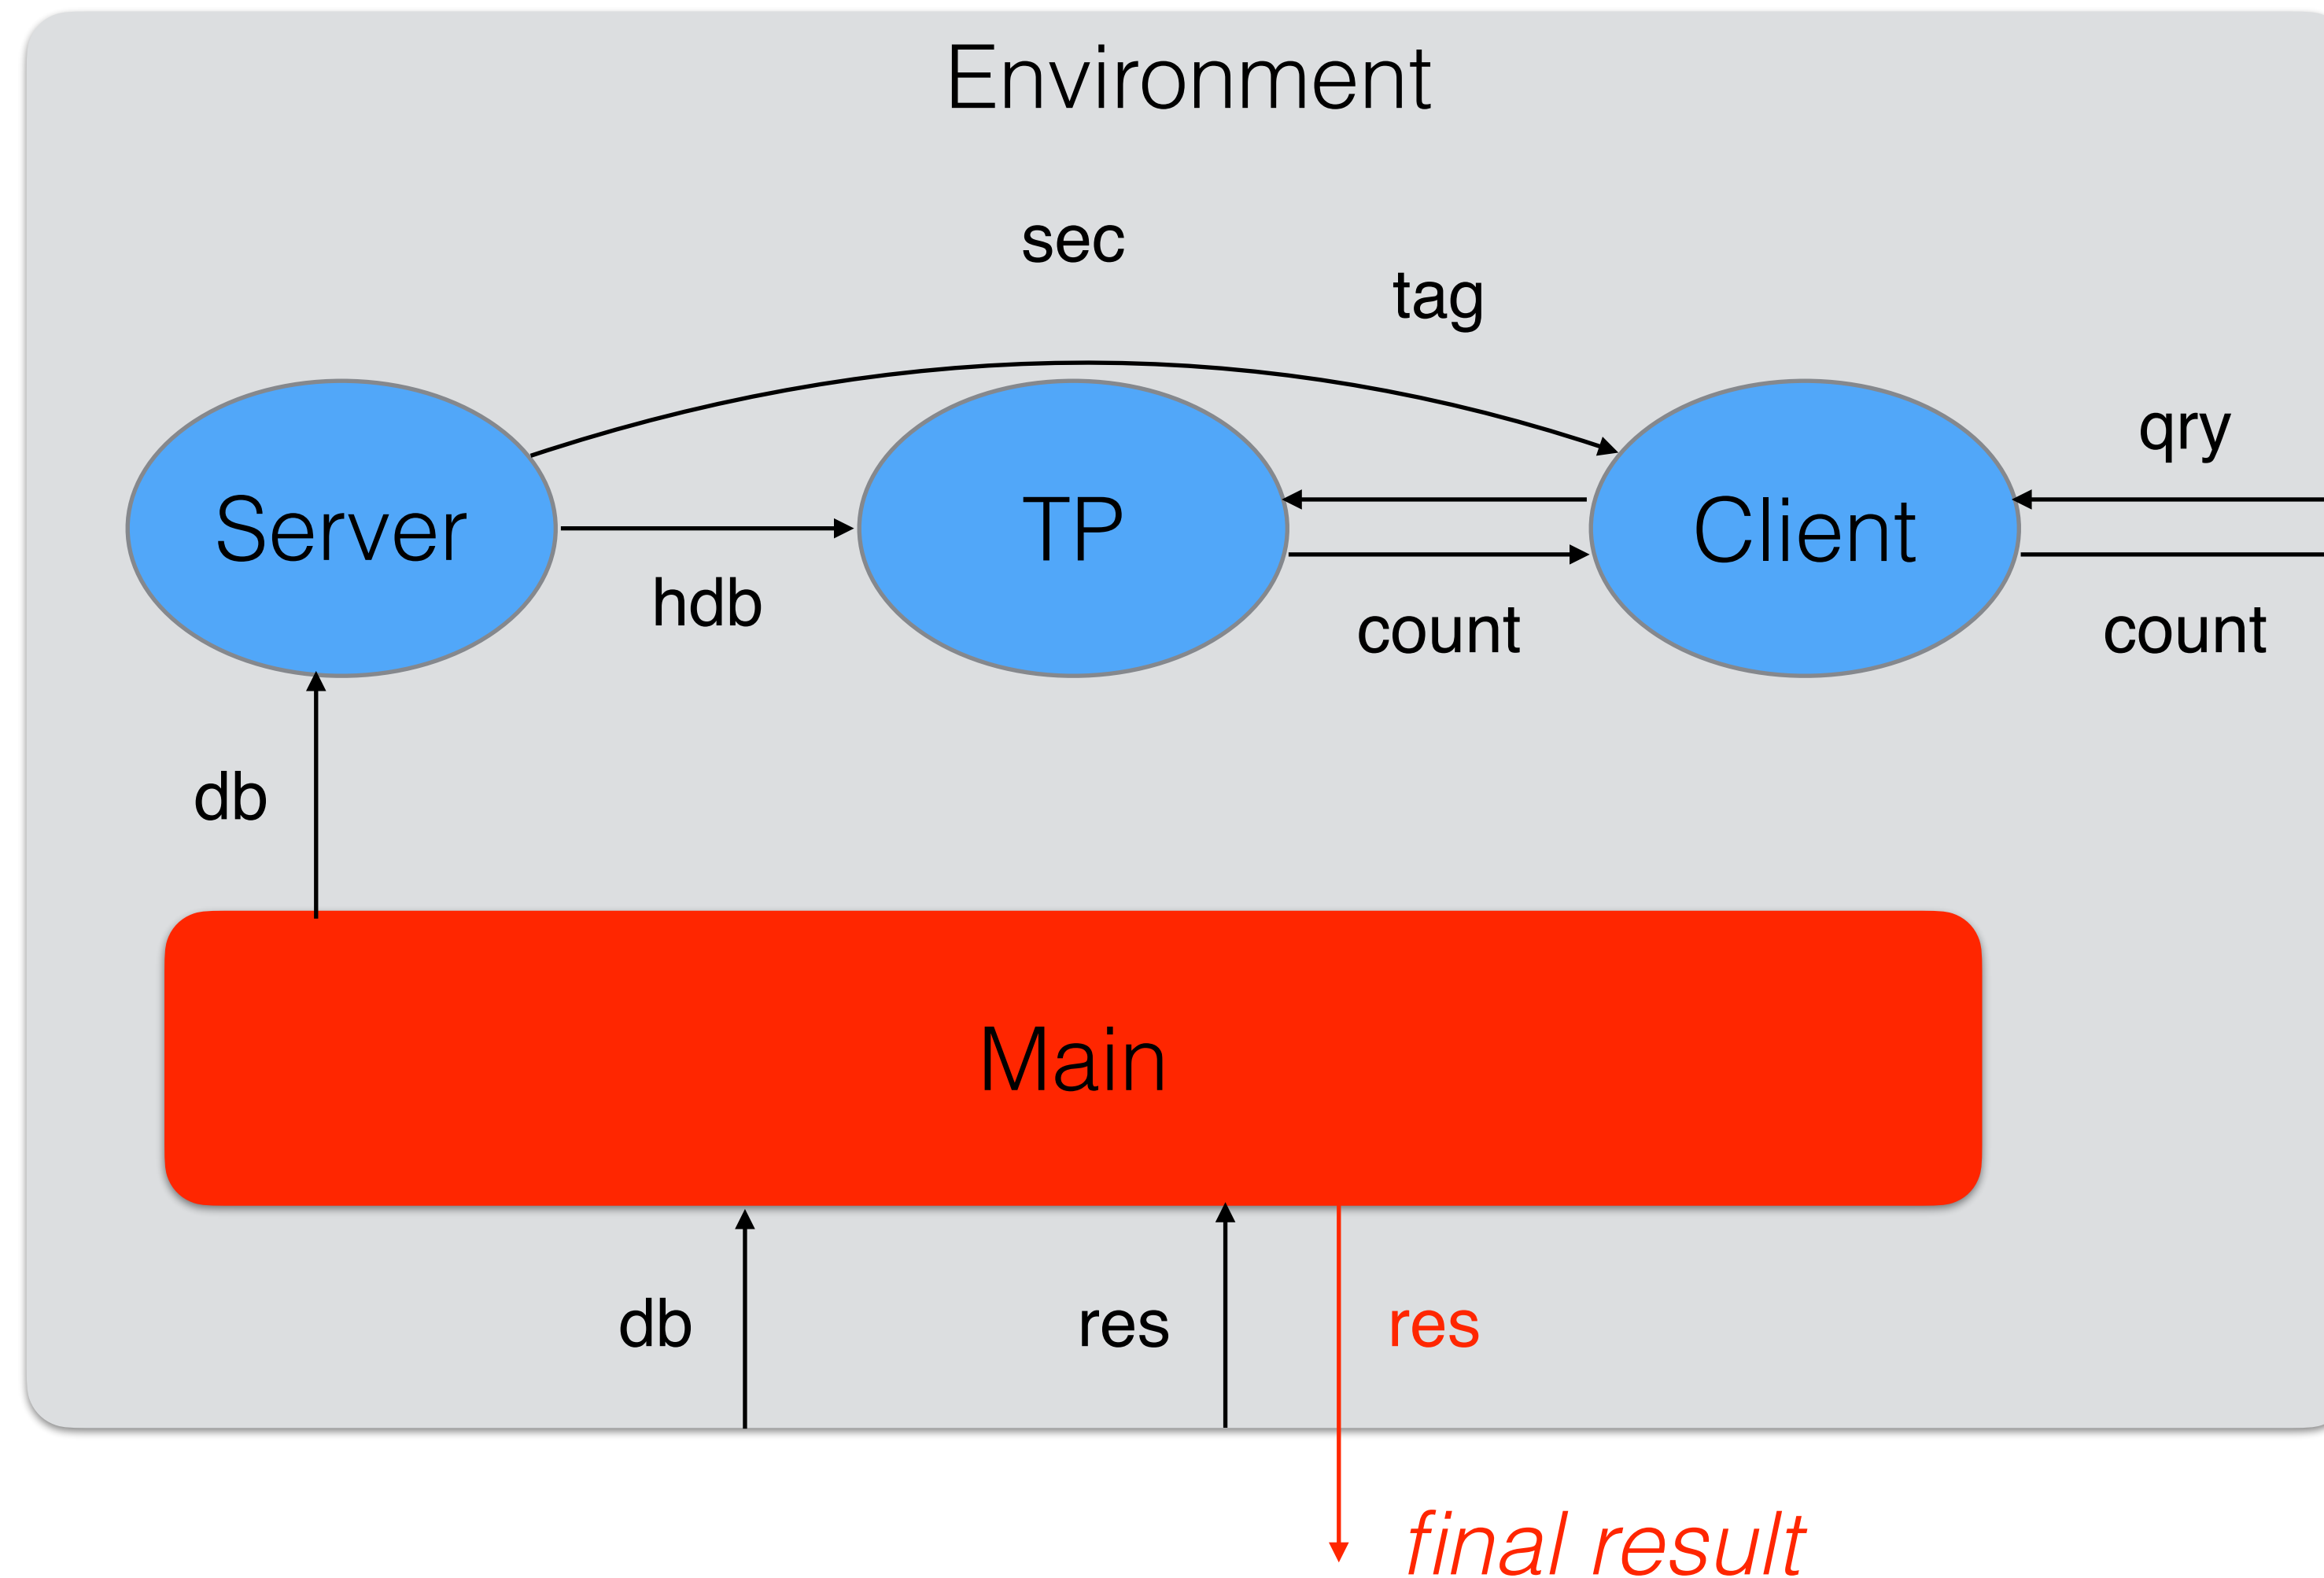 Environment
sec
tag
qry
Server
TP
Client
hdb
count
count
db
Main
db
res
res
final result